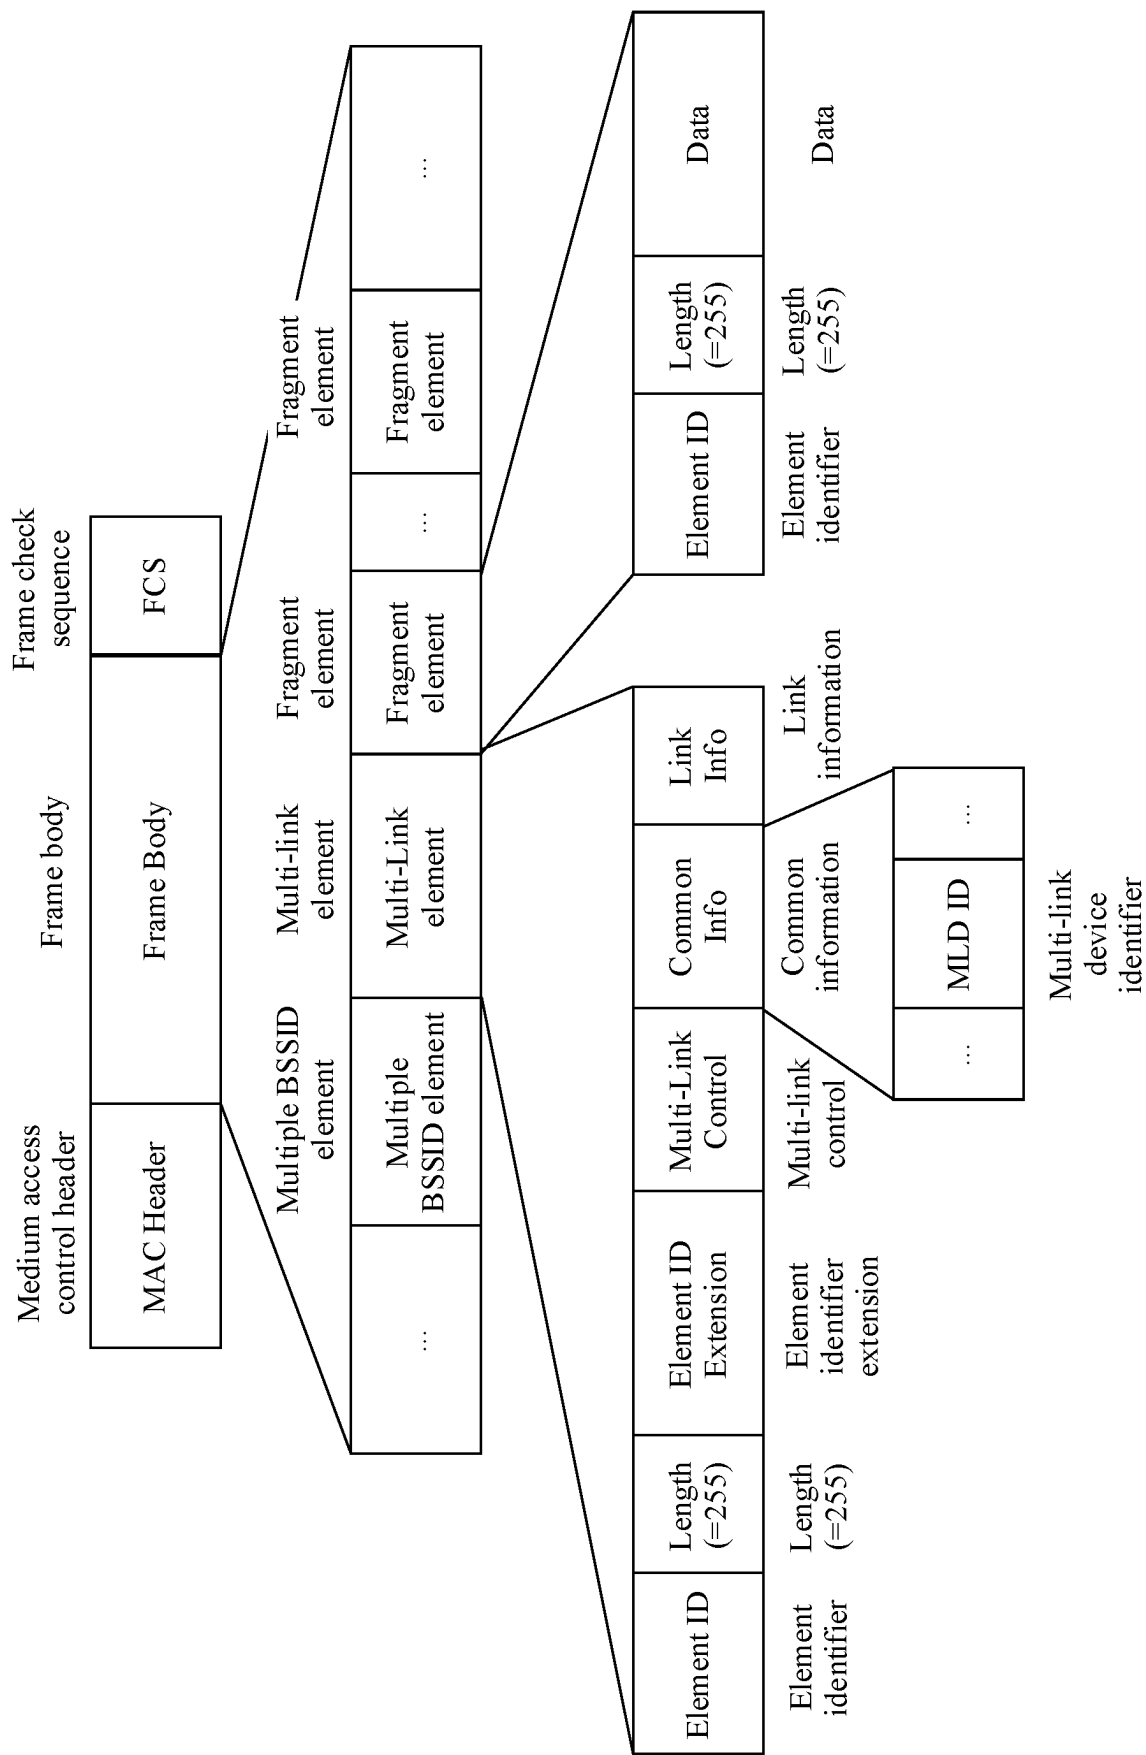 Medium access
control header
Frame body
Frame check
sequence
MAC Header
Frame Body
FCS
Multiple BSSID
element
Multi-link
element
Fragment
element
Fragment
element
...
Multiple
BSSID element
Multi-Link
element
Fragment
element
...
Fragment
element
...
Element ID
Length
(=255)
Element ID
Extension
Multi-Link
Control
Common
Info
Link
Info
Element identifier
Length
(=255)
Element
identifier
extension
Multi-link
control
Common
information
Link
information
Element ID
Length
(=255)
Data
Element
identifier
Length
(=255)
Data
...
MLD ID
...
Multi-link
device
identifier